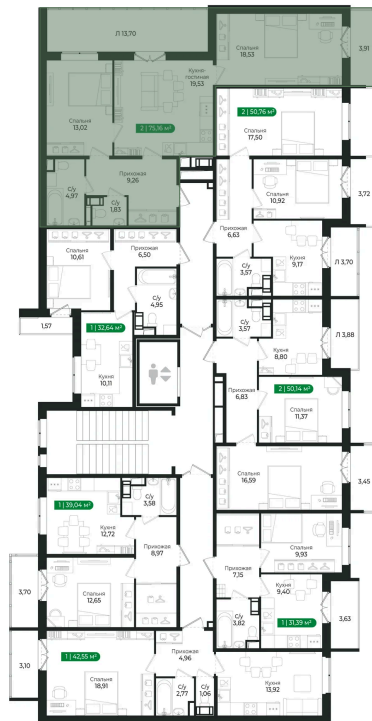 Л 13,70
Спальня
18,53
3,91
Кухня
гостиная
19,53
Спальня
13,02
2 | 75,16 м²
2 | 50,76 м²
Спальня
17,50
С/у
4,97
С/у
1,83
Прихожая
9,26
Спальня
10,92
3,72
Прихожая
6,63
Кухня
9,17
Л 3,70
С/у
3,57
Спальня
10,61
Прихожая
6,50
С/у
4,95
1,57
1 | 32,64 м²
Кухня
10,11
С/у
3,57
Кухня
8,80
Л 3,88
Прихожая
6,83
2 | 50,14 м²
Спальня
11,37
Спальня
16,59
3,45
1 | 39,04 м²
Кухня
12,72
С/у
3,58
Прихожая
8,97
Спальня
9,93
Прихожая
7,15
Кухня
9,40
3,70
Спальня
12,65
С/у
3,82
1 | 31,39 м²
3,63
3,10
1 | 42,55 м²
Спальня
18,91
Прихожая
4,96
С/у
2,77
С/у
1,06
Кухня
13,92